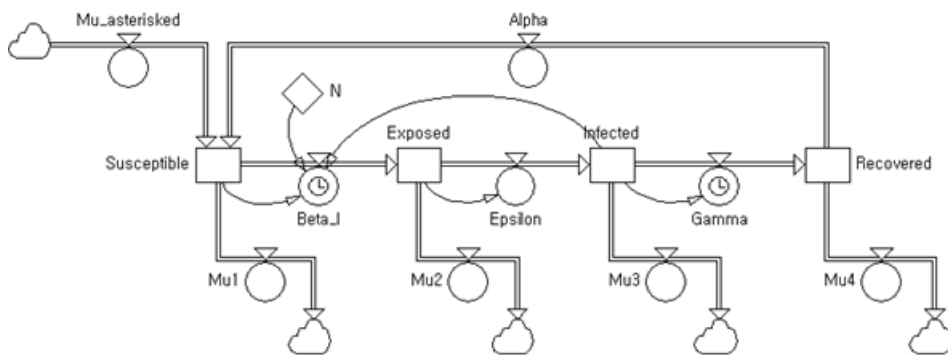 Mu_asterisked
Alpha
N
Exposed
Infected
Susceptible
Recovered
Beta_I
Epsilon
Gamma
Mu1
Mu2
Mu3
Mu4